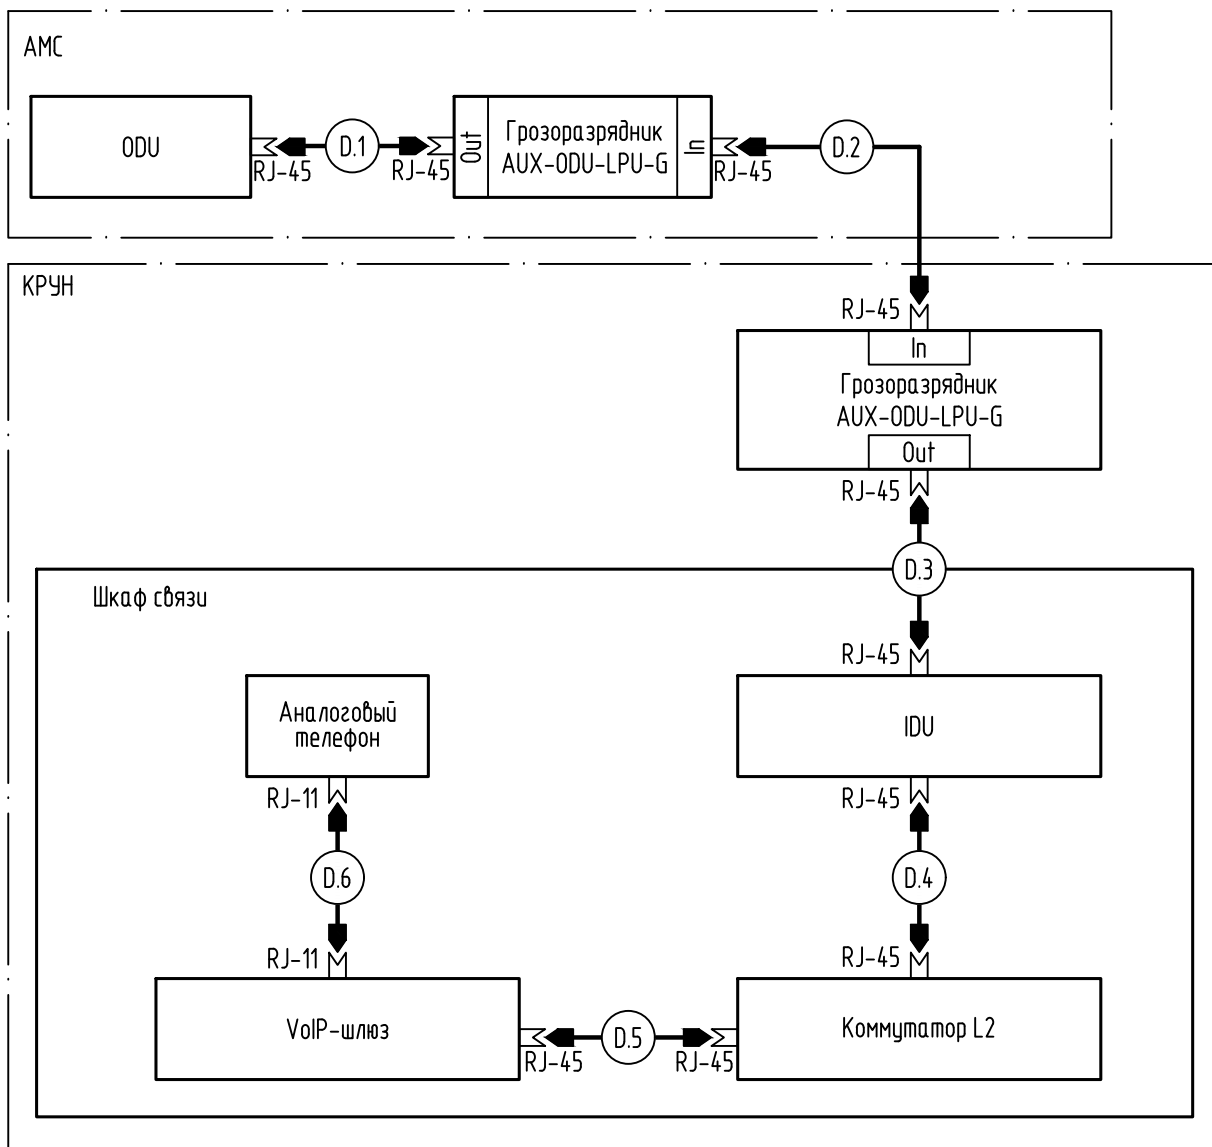 АМС
ODU
RJ-45
D.1
RJ-45
Out
Грозоразрядник
AUX-ODU-LPU-G
In
RJ-45
D.2
КРУН
RJ-45
In
Грозоразрядник
AUX-ODU-LPU-G
Out
RJ-45
D.3
Шкаф связи
RJ-45
Аналоговый
телефон
IDU
RJ-11
RJ-45
D.6
D.4
RJ-11
RJ-45
VoIP-шлюз
RJ-45
D.5
RJ-45
Коммутатор L2